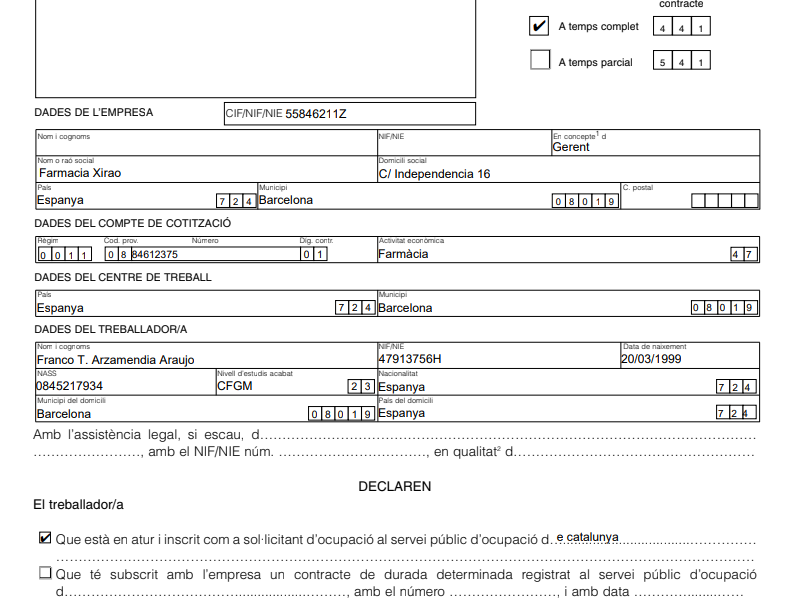 contracte
✔ A temps complet 4 4 1
A temps parcial 5 4 1
DADES DE L'EMPRESA CIF/NIF/NIE 55846211Z
Nom i cognoms NIF/NIE En concepte1 d
Gerent
Nom o raó social Domicili social
Farmacia Xirao C/ Independencia 16
País Municipi C. postal
Espanya 7 2 4 Barcelona 0 8 0 1 9
DADES DEL COMPTE DE COTITZACIÓ
Règim Cod. prov. Número Dig. contr. Activitat econòmica
0 0 1 1 0 8 84612375 0 1 Farmàcia 4 7
DADES DEL CENTRE DE TREBALL
País Municipi
Espanya 7 2 4 Barcelona 0 8 0 1 9
DADES DEL TREBALLADOR/A
Nom i cognoms NIF/NIE Data de naixement
Franco T. Arzamendia Araujo 47913756H 20/03/1999
NASS Nivell d'estudis acabat Nacionalitat
0845217934 CFGM 2 3 Espanya 7 2 4
Municipi del domicili País del domicili
Barcelona 0 8 0 1 9 Espanya 7 2 4
Amb l'assistència legal, si escau, d……………………………………………………
……………………, amb el NIF/NIE núm. ……………………………, en qualitat2 d……………………………………
DECLAREN
El treballador/a
✔ Que està en atur i inscrit com a sol·licitant d'ocupació al servei públic d'ocupació d. e catalunya……………………
……………………………………………………………………………………
Que té subscrit amb l'empresa un contracte de durada determinada registrat al servei públic d'ocupació
d……………………………………………, amb el número ………………, i amb data ………………